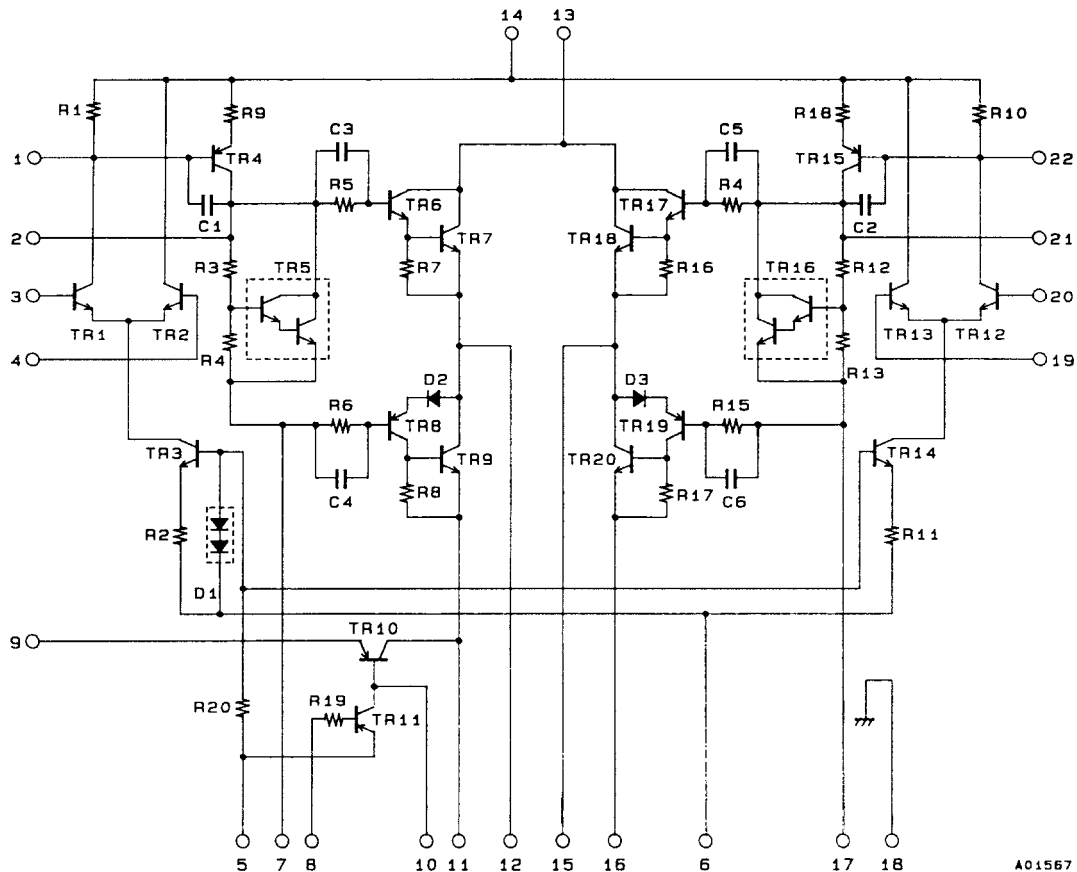 14 13
R1 R9 R18 R10
C3 C5
1 TR4 TR15 22
R5 TR6 TR17 R4
C1 C2
2 TR7 TR18 21
R3 TR5 R7 R16 TR16 R12
3 20
TR1 TR2 TR13 TR12
R4
4 19
R13
D2 D3
R6 R15
TR8 TR19
TR3 TR9 TR20 TR14
R8 R17
C4 C6
R2 R11
D1
TR10
9
R20 R19
TR11
5 7 8 10 11 12 15 16 6 17 18
A01567